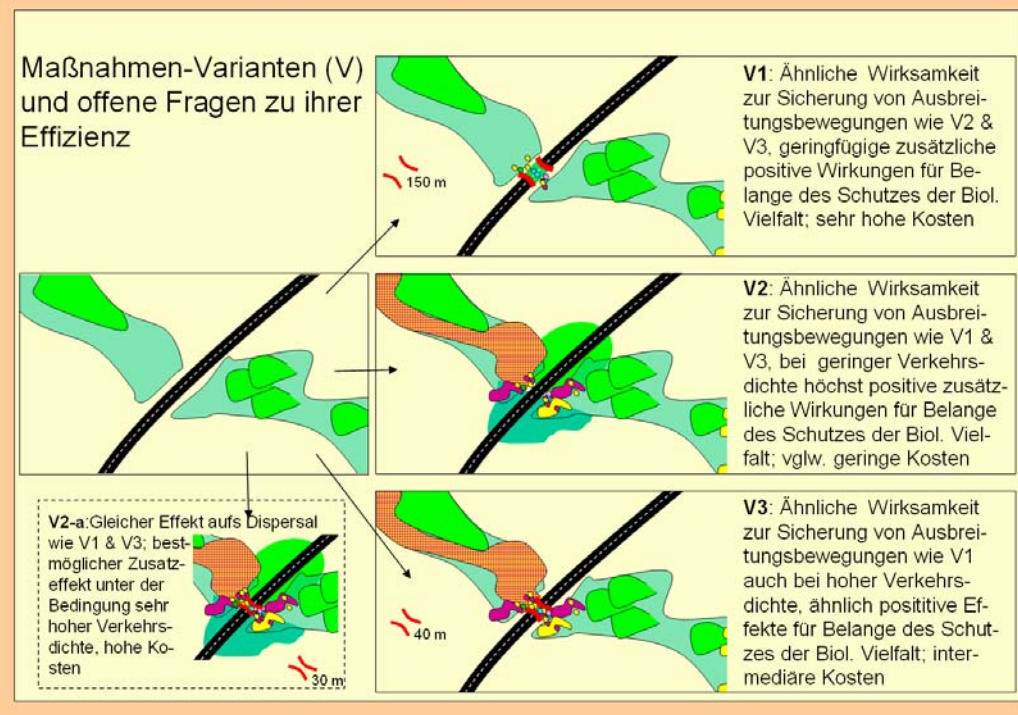 Maßnahmen-Varianten (V)
und offene Fragen zu ihrer
Effizienz
150 m
V1: Ähnliche Wirksamkeit
zur Sicherung von Ausbrei-
tungsbewegungen wie V2 &
V3, geringfügige zusätzliche
positive Wirkungen für Be-
lange des Schutzes der Biol.
Vielfalt; sehr hohe Kosten
V2: Ähnliche Wirksamkeit
zur Sicherung von Ausbrei-
tungsbewegungen wie V1 &
V3, bei geringer Verkehrs-
dichte höchst positive zusätz-
liche Wirkungen für Belange
des Schutzes der Biol. Viel-
falt; vglw. geringe Kosten
V2-a:Gleicher Effekt aufs Dispersal
wie V1 & V3; best-
möglicher Zusatz-
effekt unter der
Bedingung sehr
hoher Verkehrs-
dichte, hohe Ko-
sten
30 m
40 m
V3: Ähnliche Wirksamkeit
zur Sicherung von Ausbrei-
tungsbewegungen wie V1
auch bei hoher Verkehrs-
dichte, ähnlich posititive Ef-
fekte für Belange des Schut-
zes der Biol. Vielfalt; inter-
mediäre Kosten